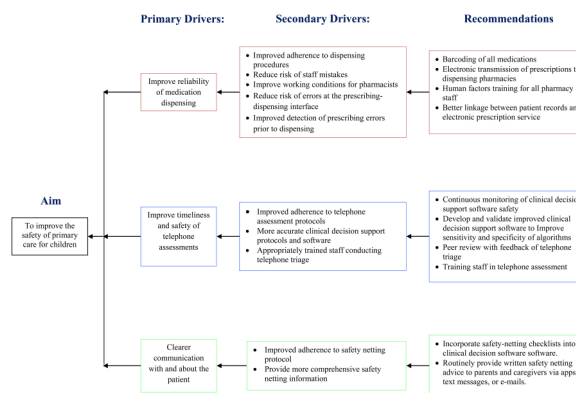 Primary Drivers:
Secondary Drivers:
Recommendations
Improve reliability
of medication
dispensing
• Improved adherence to dispensing
procedures
• Reduce risk of staff mistakes
• Improve working conditions for pharmacists
• Reduce risk of errors at the prescribing-
dispensing interface
• Improved detection of prescribing errors
prior to dispensing
• Barcoding of all medications
• Electronic transmission of prescriptions t
dispensing pharmacies
• Human factors training for all pharmacy
staff
• Better linkage between patient records an
electronic prescription service
Aim
To improve the
safety of primary
care for children
Improve timeliness
and safety of
telephone
assessments
• Improved adherence to telephone
assessment protocols
• More accurate clinical decision support
protocols and software
• Appropriately trained staff conducting
telephone triage
• Continuous monitoring of clinical decisio
support software safety
• Develop and validate improved clinical
decision support software to Improve
sensitivity and specificity of algorithms
• Peer review with feedback of telephone
triage
• Training staff in telephone assessment
Clearer
communication
with and about the
patient
• Improved adherence to safety netting
protocol
• Provide more comprehensive safety
netting information
• Incorporate safety-netting checklists into
clinical decision software software.
• Routinely provide written safety netting
advice to parents and caregivers via apps
text messages, or e-mails.